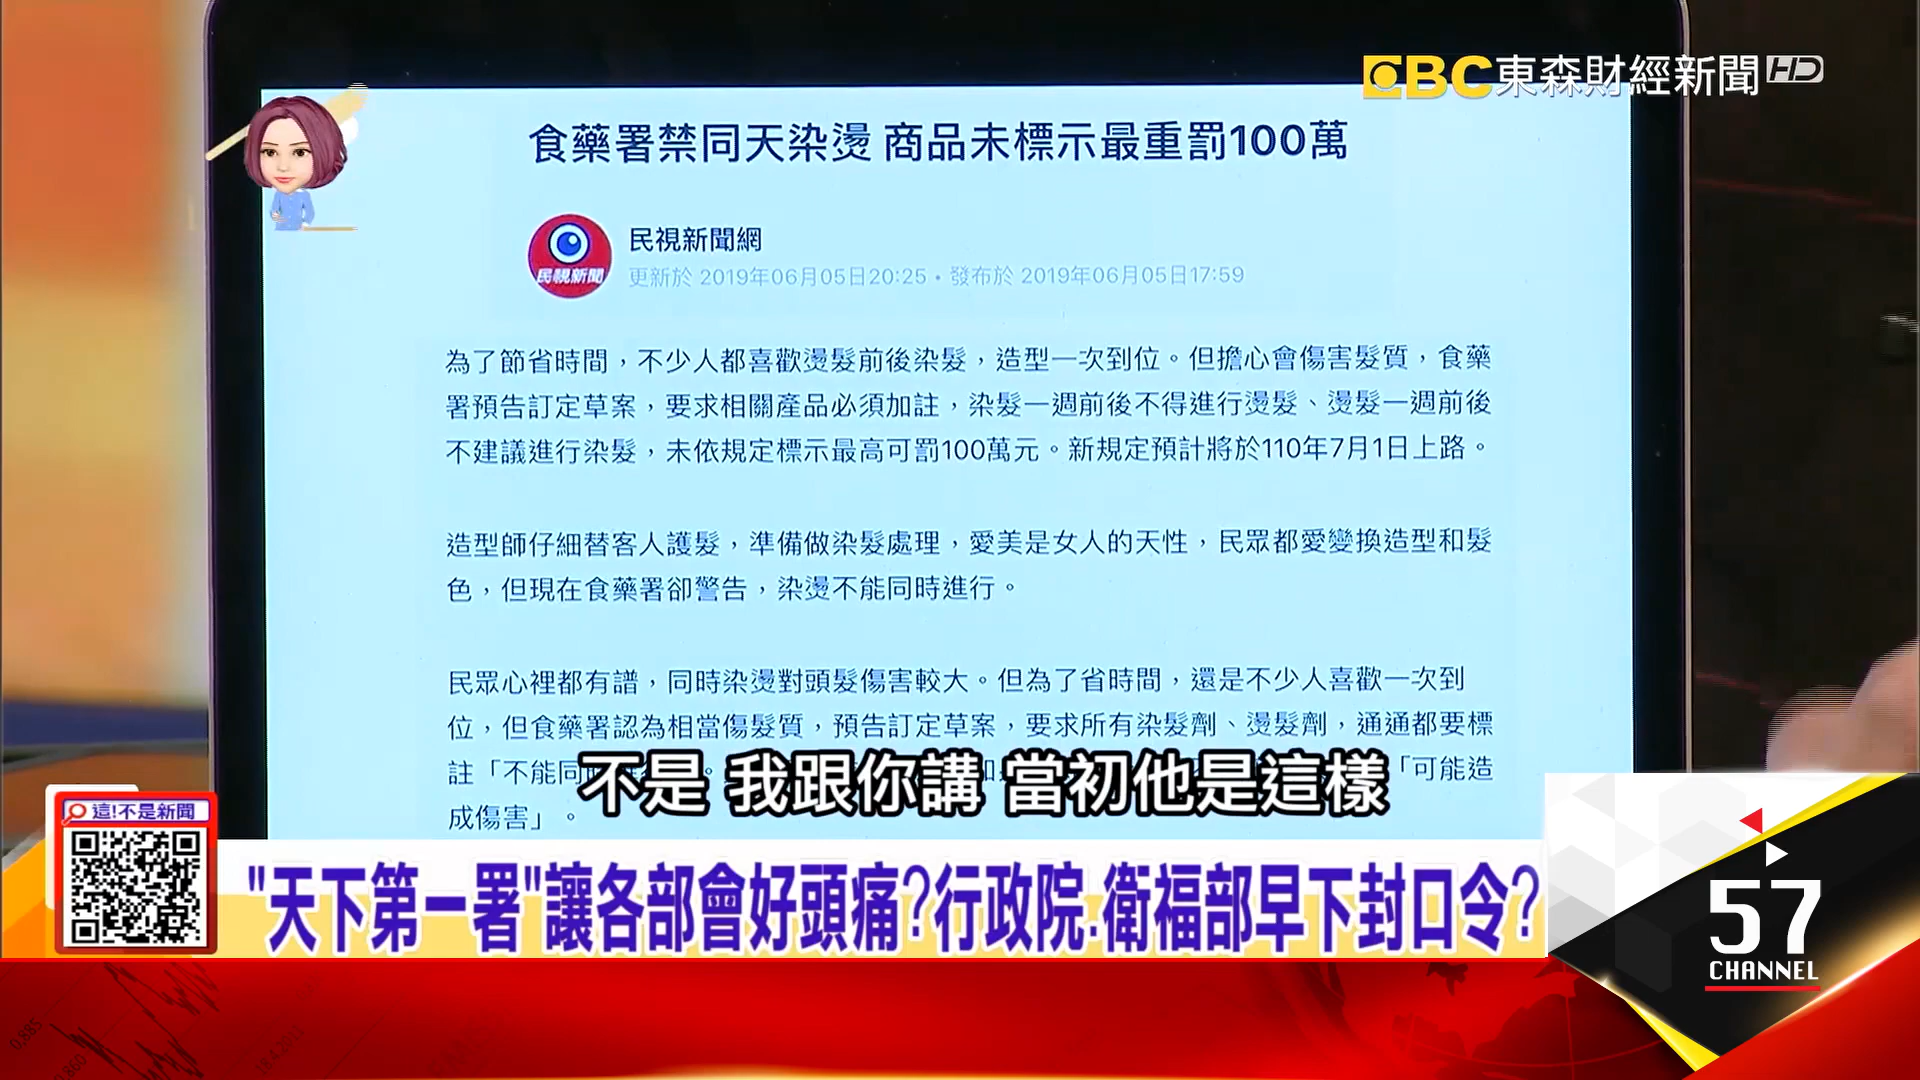 EBC東森財經新聞HD
食藥署禁同天染燙 商品未標示最重罰100萬
民視新聞
民視新聞網
更新於 2019年06月05日20:25・發布於 2019年06月05日17:59
為了節省時間，不少人都喜歡燙髮前後染髮，造型一次到位。但擔心會傷害髮質，食藥
署預告訂定草案，要求相關產品必須加註，染髮一週前後不得進行燙髮、燙髮一週前後
不建議進行染髮，未依規定標示最高可罰100萬元。新規定預計將於110年7月1日上路。
造型師仔細替客人護髮，準備做染髮處理，愛美是女人的天性，民眾都愛變換造型和髮
色，但現在食藥署卻警告，染燙不能同時進行。
民眾心裡都有譜，同時染燙對頭髮傷害較大。但為了省時間，還是不少人喜歡一次到
位，但食藥署認為相當傷髮質，預告訂定草案，要求所有染髮劑、燙髮劑，通通都要標
註「不能同
「可能造
成傷害」。
不是 我跟你講 當初他是這樣
這!不是新聞
"天下第一署"讓各部會好頭痛?行政院.衛福部早下封口令?
57
CHANNEL
0.885
0.860
18.4.2011